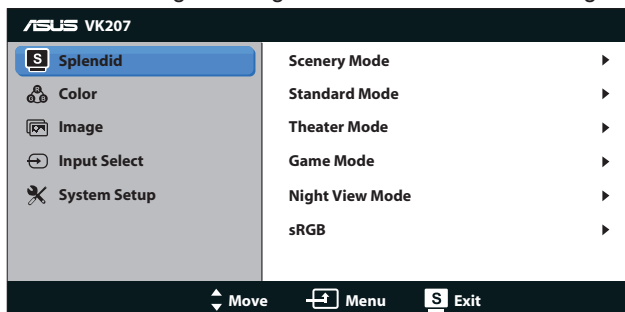 ASUS VK207
S Splendid
Color
Image
Input Select
System Setup
Scenery Mode
Standard Mode
Theater Mode
Game Mode
Night View Mode
sRGB
Move Menu S Exit